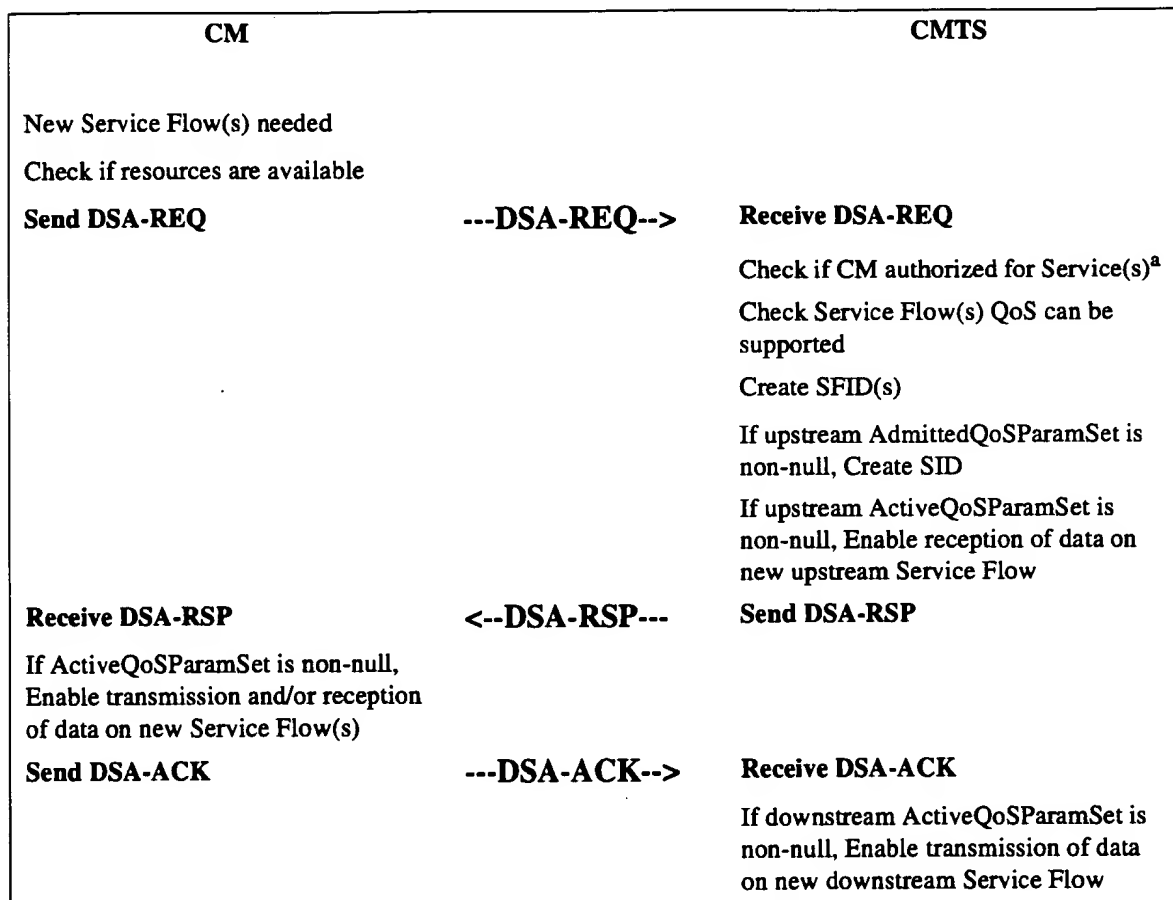 CM CMTS
New Service Flow(s) needed
Check if resources are available
Send DSA-REQ ---DSA-REQ--> Receive DSA-REQ
Check if CM authorized for Service(s)a
Check Service Flow(s) QoS can be
supported
Create SFID(s)
If upstream AdmittedQoSParamSet is
non-null, Create SID
If upstream ActiveQoSParamSet is
non-null, Enable reception of data on
new upstream Service Flow
Receive DSA-RSP <--DSA-RSP--- Send DSA-RSP
If ActiveQoSParamSet is non-null,
Enable transmission and/or reception
of data on new Service Flow(s)
Send DSA-ACK ---DSA-ACK--> Receive DSA-ACK
If downstream ActiveQoSParamSet is
non-null, Enable transmission of data
on new downstream Service Flow